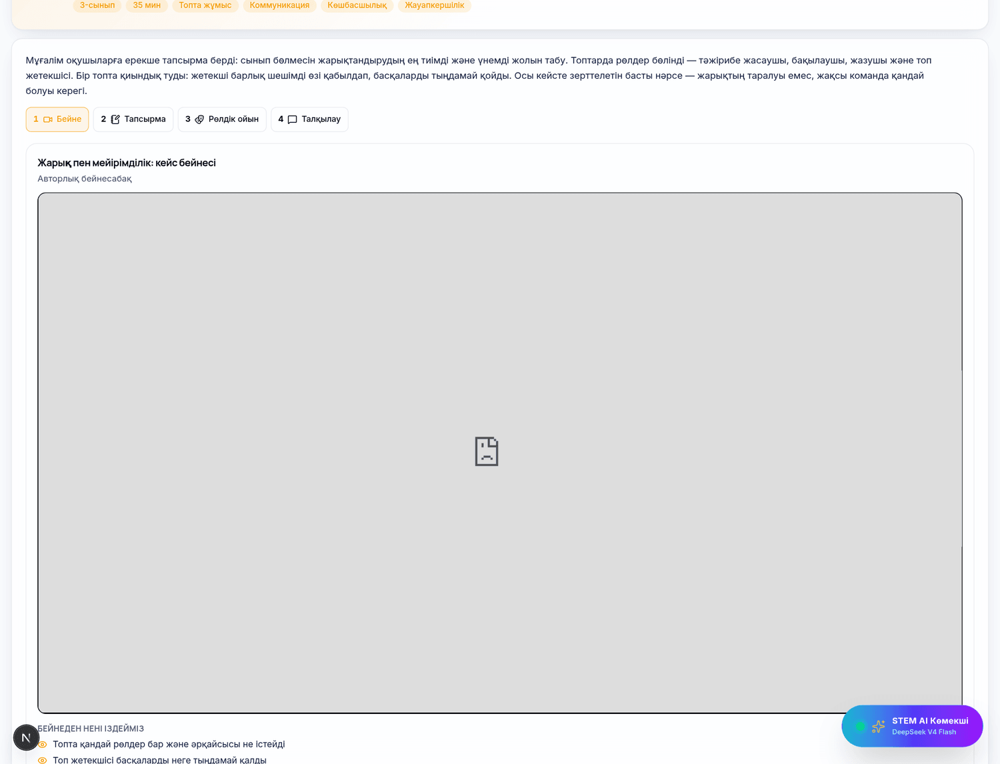 3-сынып 35 мин Топта жұмыс Коммуникация Көшбасшылық Жауапкершілік
Мұғалім оқушыларға ерекше тапсырма берді: сынып бөлмесін жарықтандырудың ең тиімді және үнемді жолын табу. Топтарда рөлдер бөлінді — тәжірибе жасаушы, бақылаушы, жазушы және топ
жетекшісі. Бір топта қиындық туды: жетекші барлық шешімді өзі қабылдап, басқаларды тыңдамай қойды. Осы кейсте зерттелетін басты нәрсе — жарықтың таралуы емес, жақсы команда қандай
болуы керегі.
1 Бейне 2 Тапсырма 3 Рөлдік ойын 4 Талқылау
Жарық пен мейірімділік: кейс бейнесі
Авторлық бейнесабақ
БЕЙНЕДЕН НЕНІ ІЗДЕЙМІЗ
Топта қандай рөлдер бар және әрқайсысы не істейді
Топ жетекшісі басқаларды неге тыңдамай қалды
N
STEM AI Көмекші
DeepSeek V4 Flash